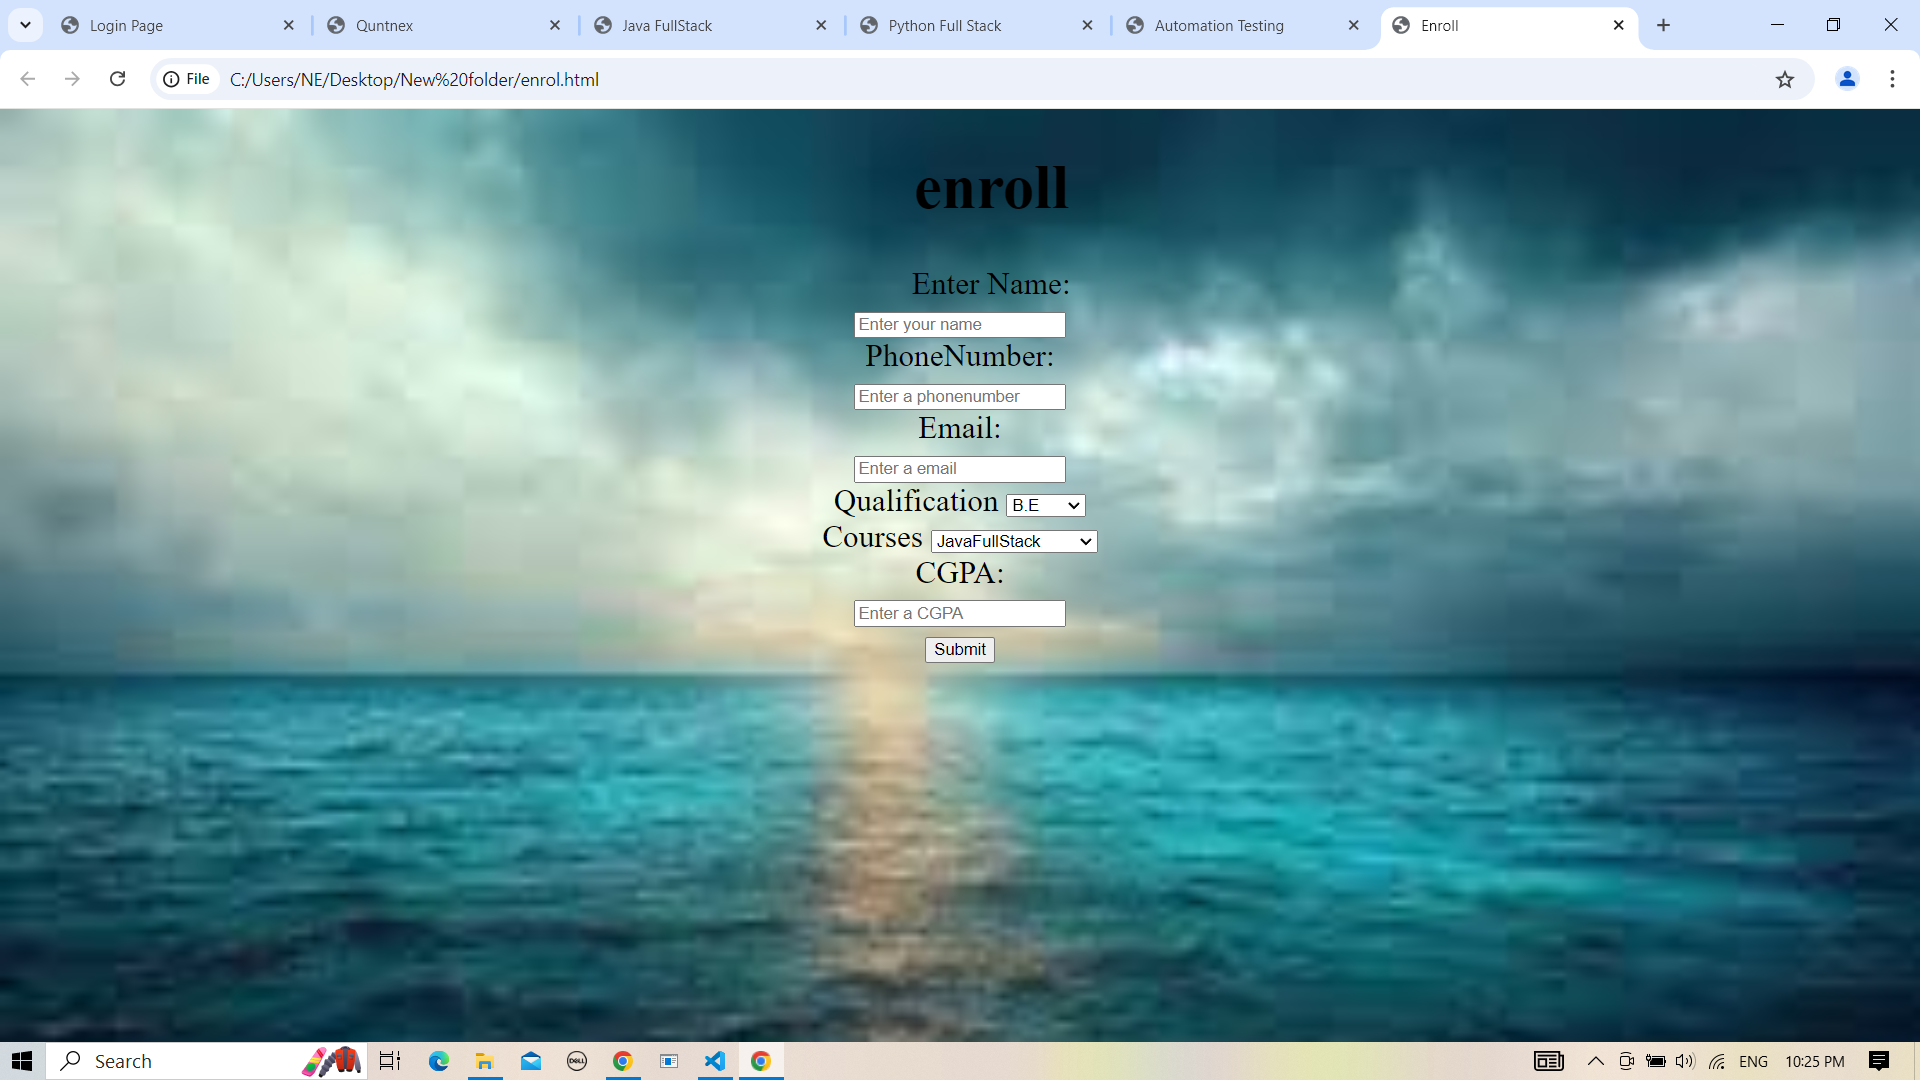 Login Page
Quntnex
Java FullStack
Python Full Stack
Automation Testing
Enroll
File
C:/Users/NE/Desktop/New%20folder/enrol.html
enroll
Enter Name:
Enter your name
PhoneNumber:
Enter a phonenumber
Email:
Enter a email
Qualification B.E
Courses JavaFullStack
CGPA:
Enter a CGPA
Submit
Search
DELL
ENG
10:25 PM